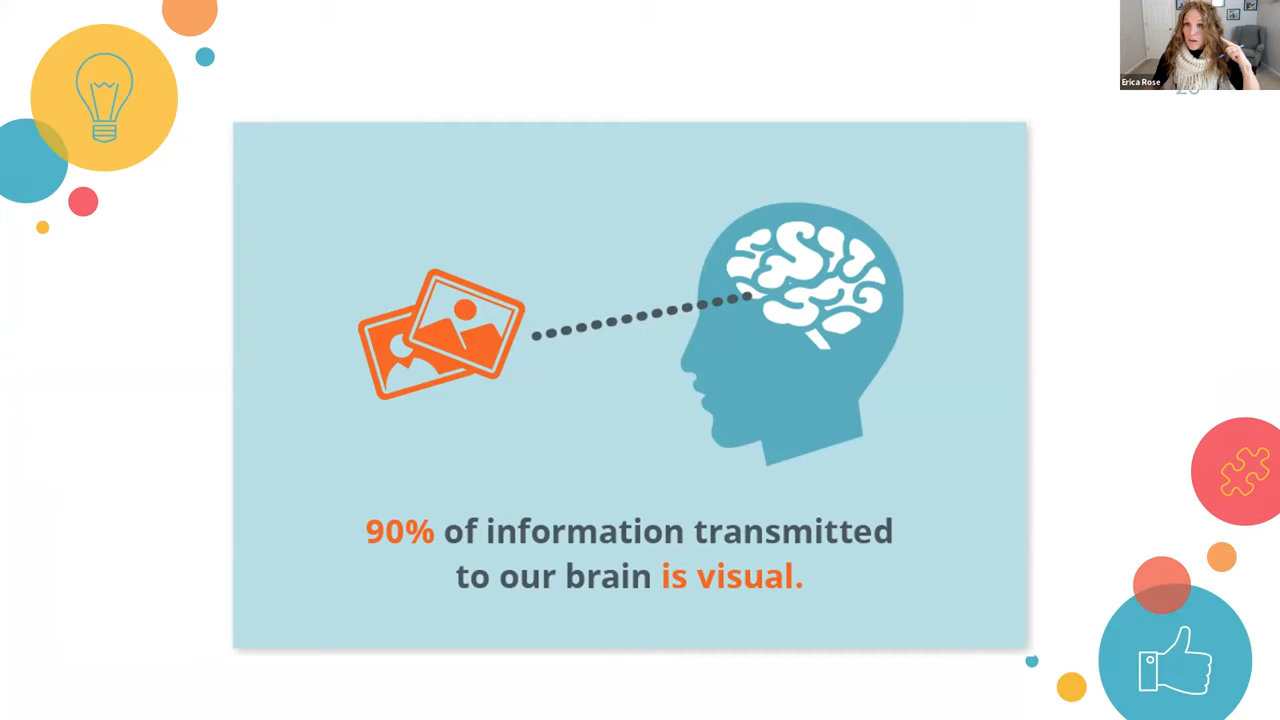 Erica Rose
90% of information transmitted
to our brain is visual.